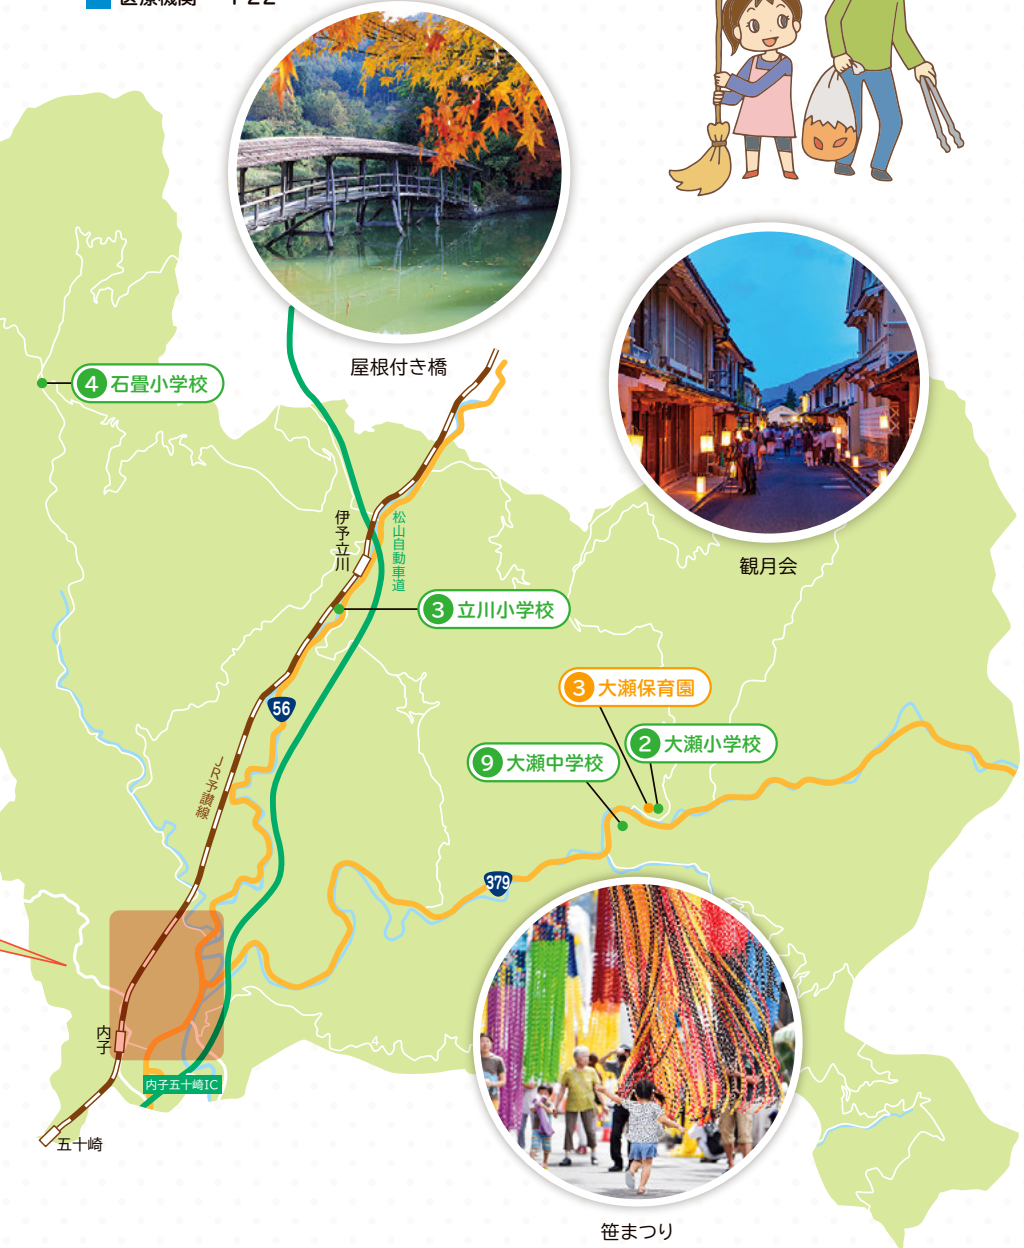 医療機関 P22
屋根付き橋
4 石畳小学校
観月会
伊予立川
松山自動車道
3 立川小学校
3 大瀬保育園
56
2 大瀬小学校
9 大瀬中学校
JR予讃線
379
内子
内子五十崎IC
五十崎
笹まつり